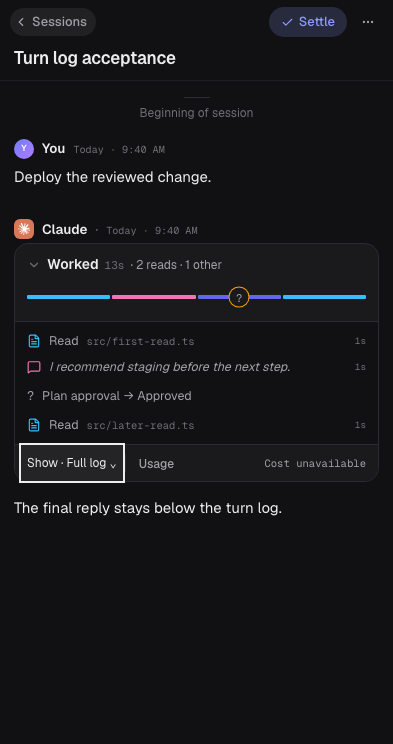 Sessions
Settle
Turn log acceptance
Beginning of session
Y You Today · 9:40 AM
Deploy the reviewed change.
Claude · Today · 9:40 AM
Worked 13s · 2 reads · 1 other
?
Read src/first-read.ts 1s
I recommend staging before the next step. 1s
? Plan approval → Approved
Read src/later-read.ts 1s
Show · Full log Usage Cost unavailable
The final reply stays below the turn log.